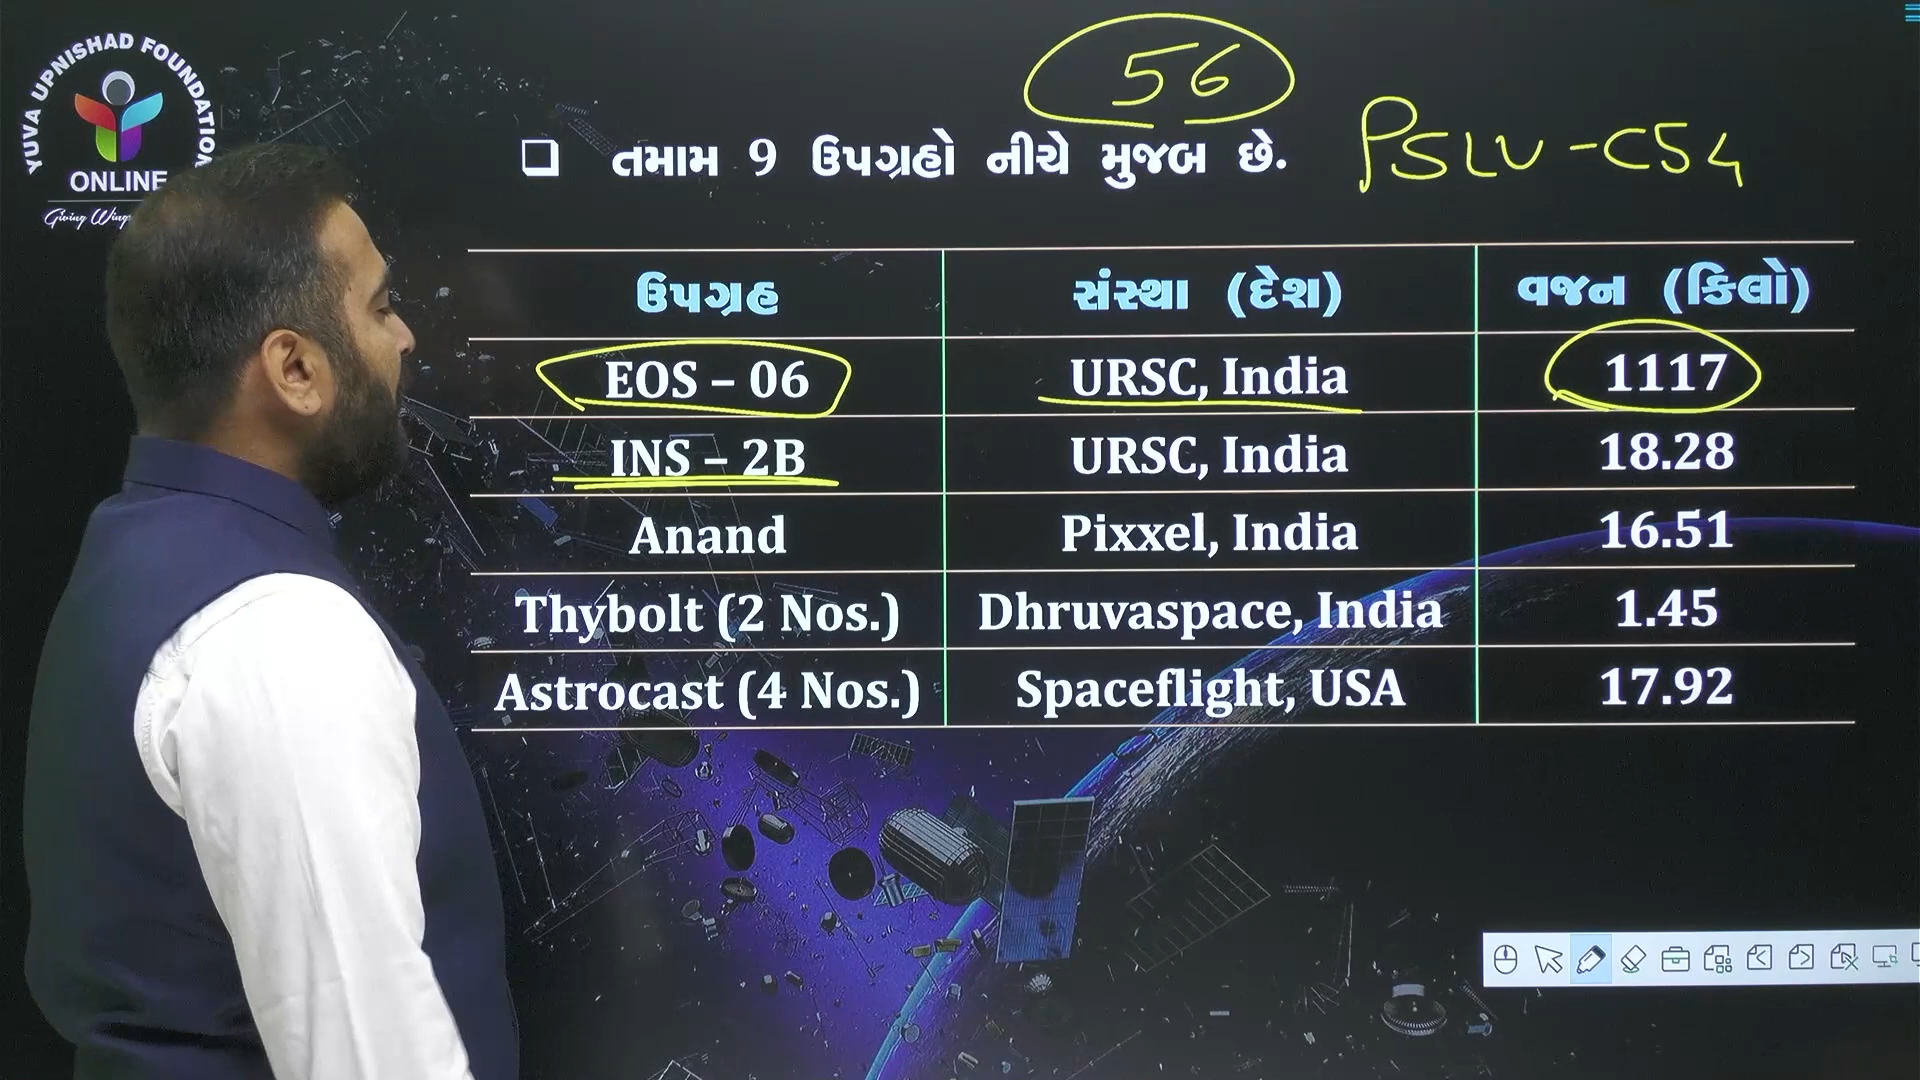 YUVA UPNISHAD FOUNDATION
ONLINE
Giving Wings
56
❑ તમામ 9 ઉપગ્રહો નીચે મુજબ છે. PSLV-C54
ઉપગ્રહ સંસ્થા (દેશ) વજન (કિલો)
EOS – 06 URSC, India 1117
INS – 2B URSC, India 18.28
Anand Pixxel, India 16.51
Thybolt (2 Nos.) Dhruvaspace, India 1.45
Astrocast (4 Nos.) Spaceflight, USA 17.92